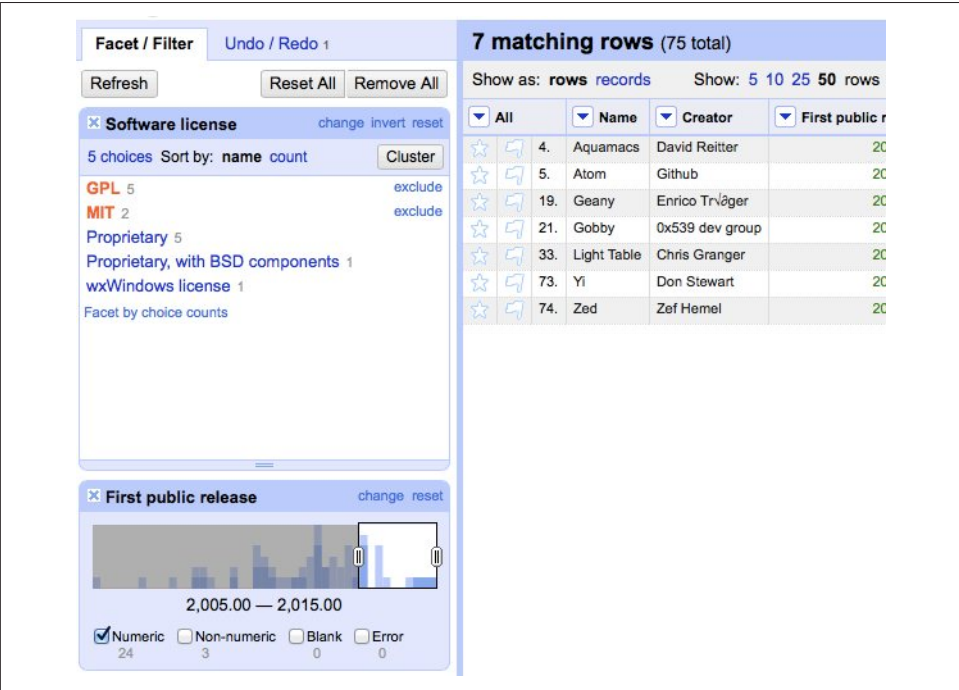 Facet / Filter Undo / Redo 1
Refresh Reset All Remove All
Software license change invert reset
5 choices Sort by: name count Cluster
GPL 5 exclude
MIT 2 exclude
Proprietary 5
Proprietary, with BSD components 1
wxWindows license 1
Facet by choice counts
First public release change reset
2,005.00 — 2,015.00
Numeric Non-numeric Blank Error
24 3 0 0
7 matching rows (75 total)
Show as: rows records Show: 5 10 25 50 rows
All Name Creator First public r
4. Aquamacs David Reitter 20
5. Atom Github 20
19. Geany Enrico Tr√§ger 20
21. Gobby 0x539 dev group 20
33. Light Table Chris Granger 20
73. Yi Don Stewart 20
74. Zed Zef Hemel 20